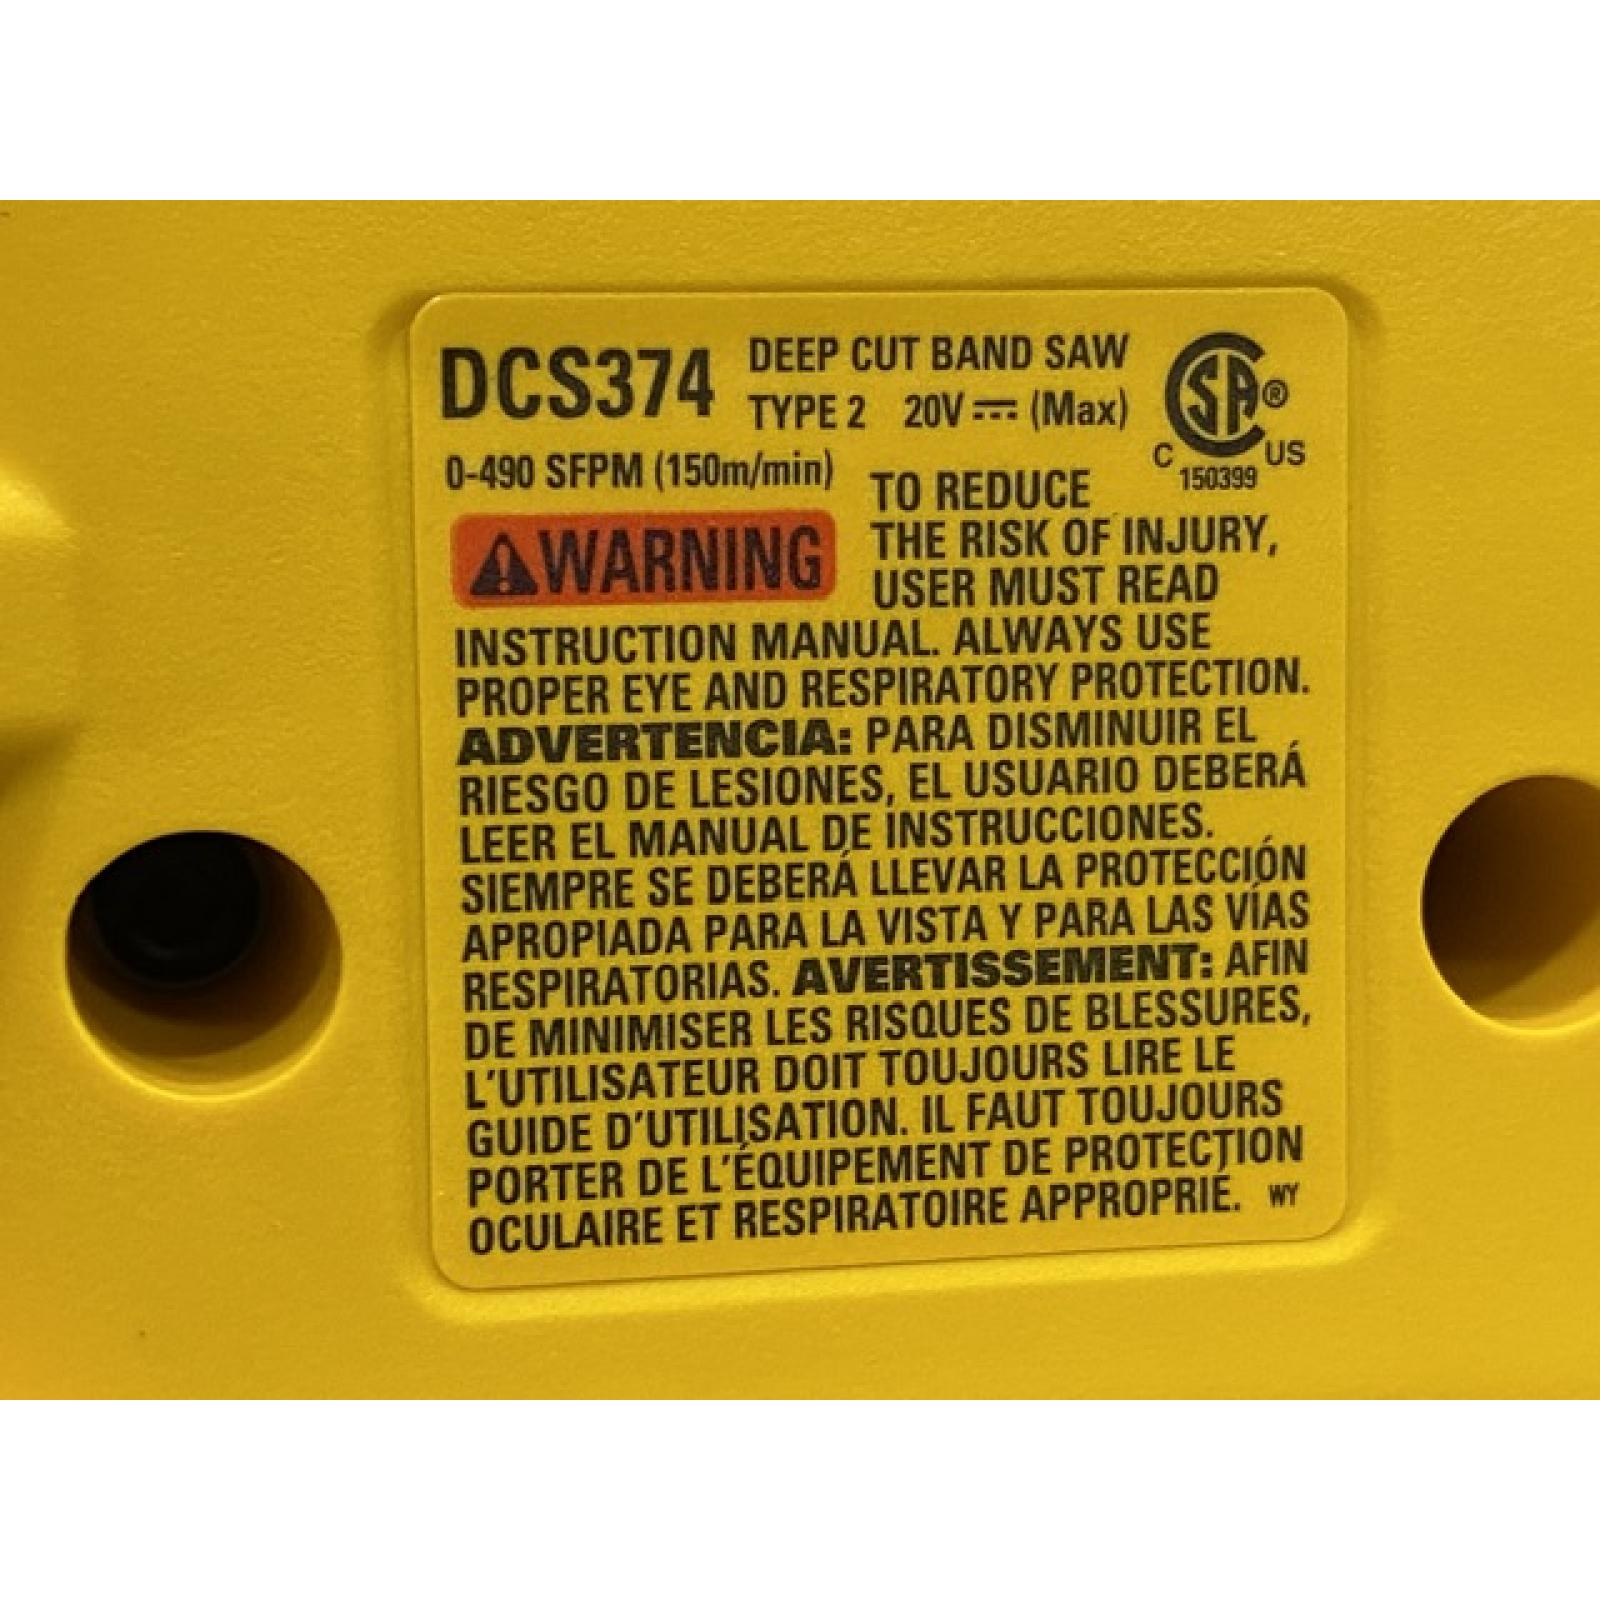 DCS374 DEEP CUT BAND SAW
TYPE 2 20V ⎓ (Max)
CSA®
C US
150399
0-490 SFPM (150m/min)
⚠WARNING
TO REDUCE
THE RISK OF INJURY,
USER MUST READ
INSTRUCTION MANUAL. ALWAYS USE
PROPER EYE AND RESPIRATORY PROTECTION.
ADVERTENCIA: PARA DISMINUIR EL
RIESGO DE LESIONES, EL USUARIO DEBERÁ
LEER EL MANUAL DE INSTRUCCIONES.
SIEMPRE SE DEBERÁ LLEVAR LA PROTECCIÓN
APROPIADA PARA LA VISTA Y PARA LAS VÍAS
RESPIRATORIAS. AVERTISSEMENT: AFIN
DE MINIMISER LES RISQUES DE BLESSURES,
L'UTILISATEUR DOIT TOUJOURS LIRE LE
GUIDE D'UTILISATION. IL FAUT TOUJOURS
PORTER DE L'ÉQUIPEMENT DE PROTECTION
OCULAIRE ET RESPIRATOIRE APPROPRIÉ. WY